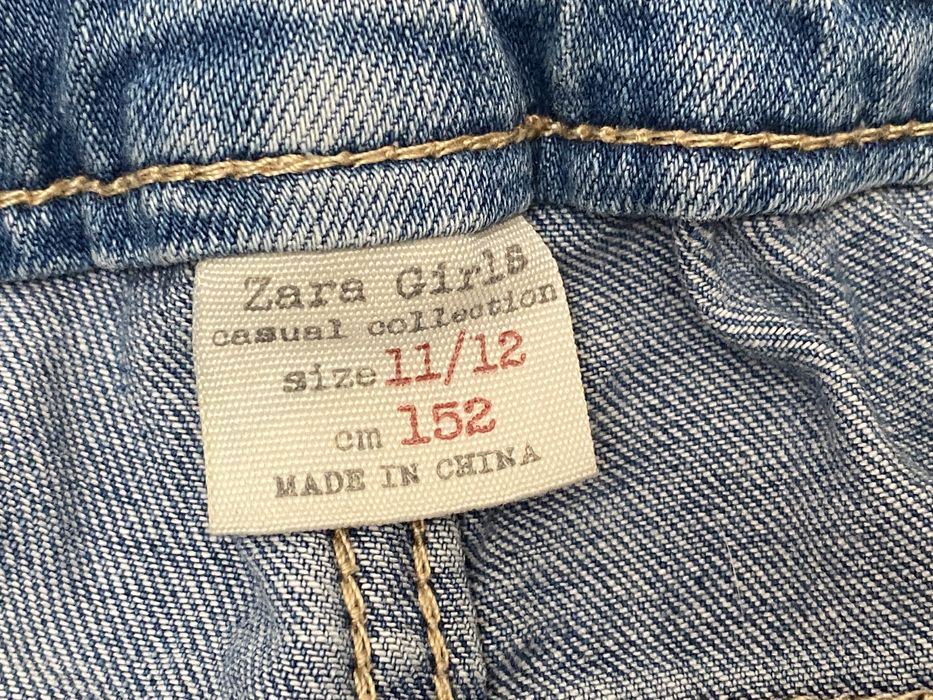 Zara Girls
casual collection
size 11/12
cm 152
MADE IN CHINA